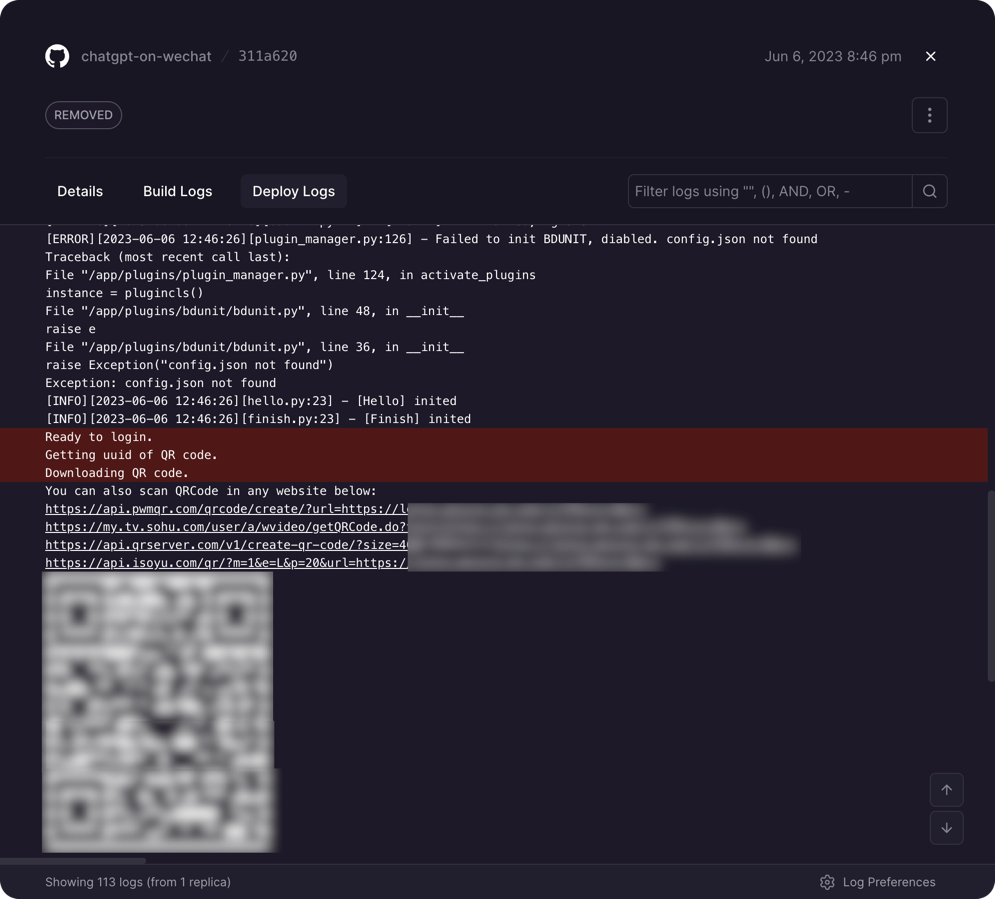 chatgpt-on-wechat / 311a620
Jun 6, 2023 8:46 pm
REMOVED
Details
Build Logs
Deploy Logs
Filter logs using "", (), AND, OR, -
[ERROR][2023-06-06 12:46:26][plugin_manager.py:126] - Failed to init BDUNIT, diabled. config.json not found
Traceback (most recent call last):
File "/app/plugins/plugin_manager.py", line 124, in activate_plugins
instance = plugincls()
File "/app/plugins/bdunit/bdunit.py", line 48, in __init__
raise e
File "/app/plugins/bdunit/bdunit.py", line 36, in __init__
raise Exception("config.json not found")
Exception: config.json not found
[INFO][2023-06-06 12:46:26][hello.py:23] - [Hello] inited
[INFO][2023-06-06 12:46:26][finish.py:23] - [Finish] inited
Ready to login.
Getting uuid of QR code.
Downloading QR code.
You can also scan QRCode in any website below:
https://api.pwmqr.com/qrcode/create/?url=https://l
https://my.tv.sohu.com/user/a/wvideo/getQRCode.do?
https://api.qrserver.com/v1/create-qr-code/?size=4
https://api.isoyu.com/qr/?m=1&e=L&p=20&url=https:/
Showing 113 logs (from 1 replica)
Log Preferences